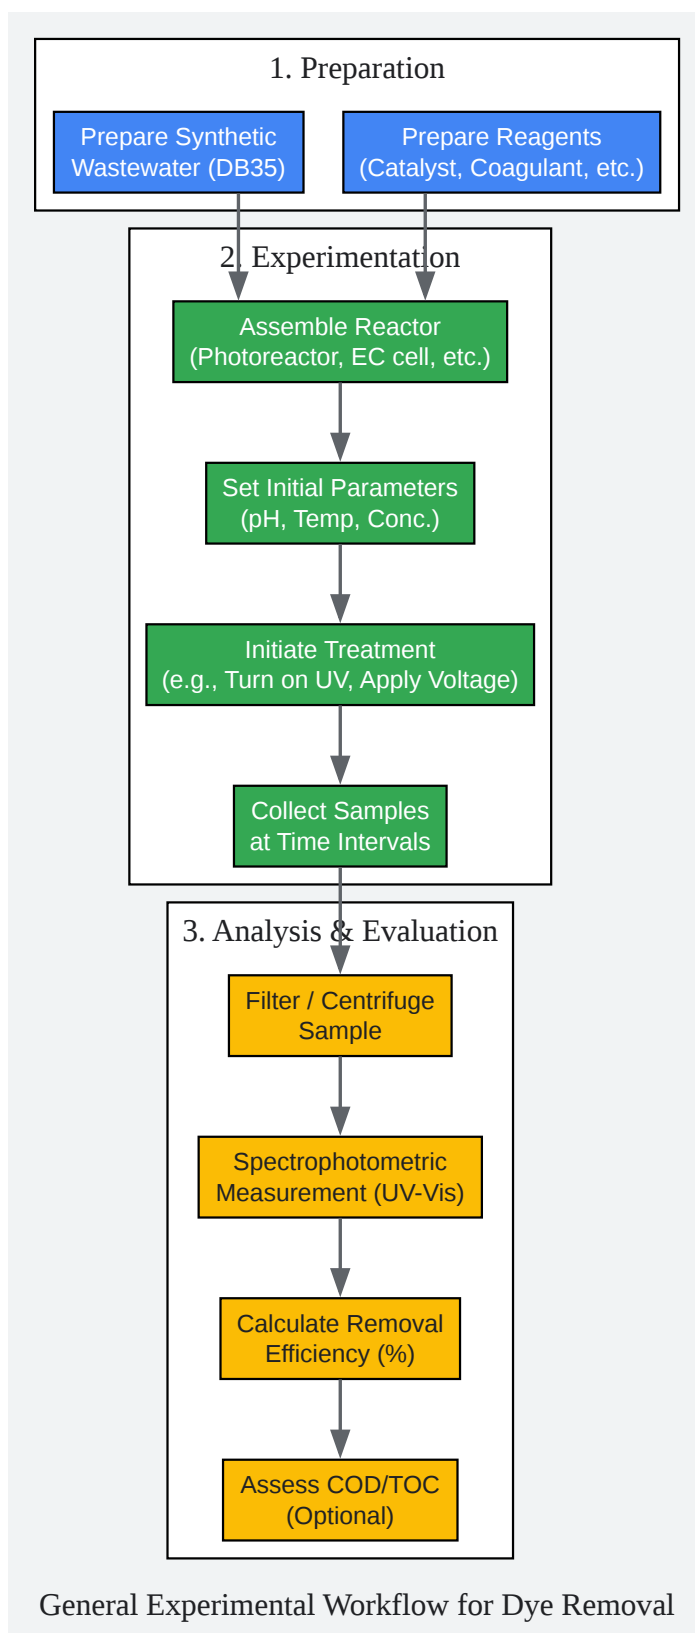 1. Preparation
Prepare Synthetic
Wastewater (DB35)
Prepare Reagents
(Catalyst, Coagulant, etc.)
2. Experimentation
Assemble Reactor
(Photoreactor, EC cell, etc.)
Set Initial Parameters
(pH, Temp, Conc.)
Initiate Treatment
(e.g., Turn on UV, Apply Voltage)
Collect Samples
at Time Intervals
3. Analysis & Evaluation
Filter / Centrifuge
Sample
Spectrophotometric
Measurement (UV-Vis)
Calculate Removal
Efficiency (%)
Assess COD/TOC
(Optional)
General Experimental Workflow for Dye Removal